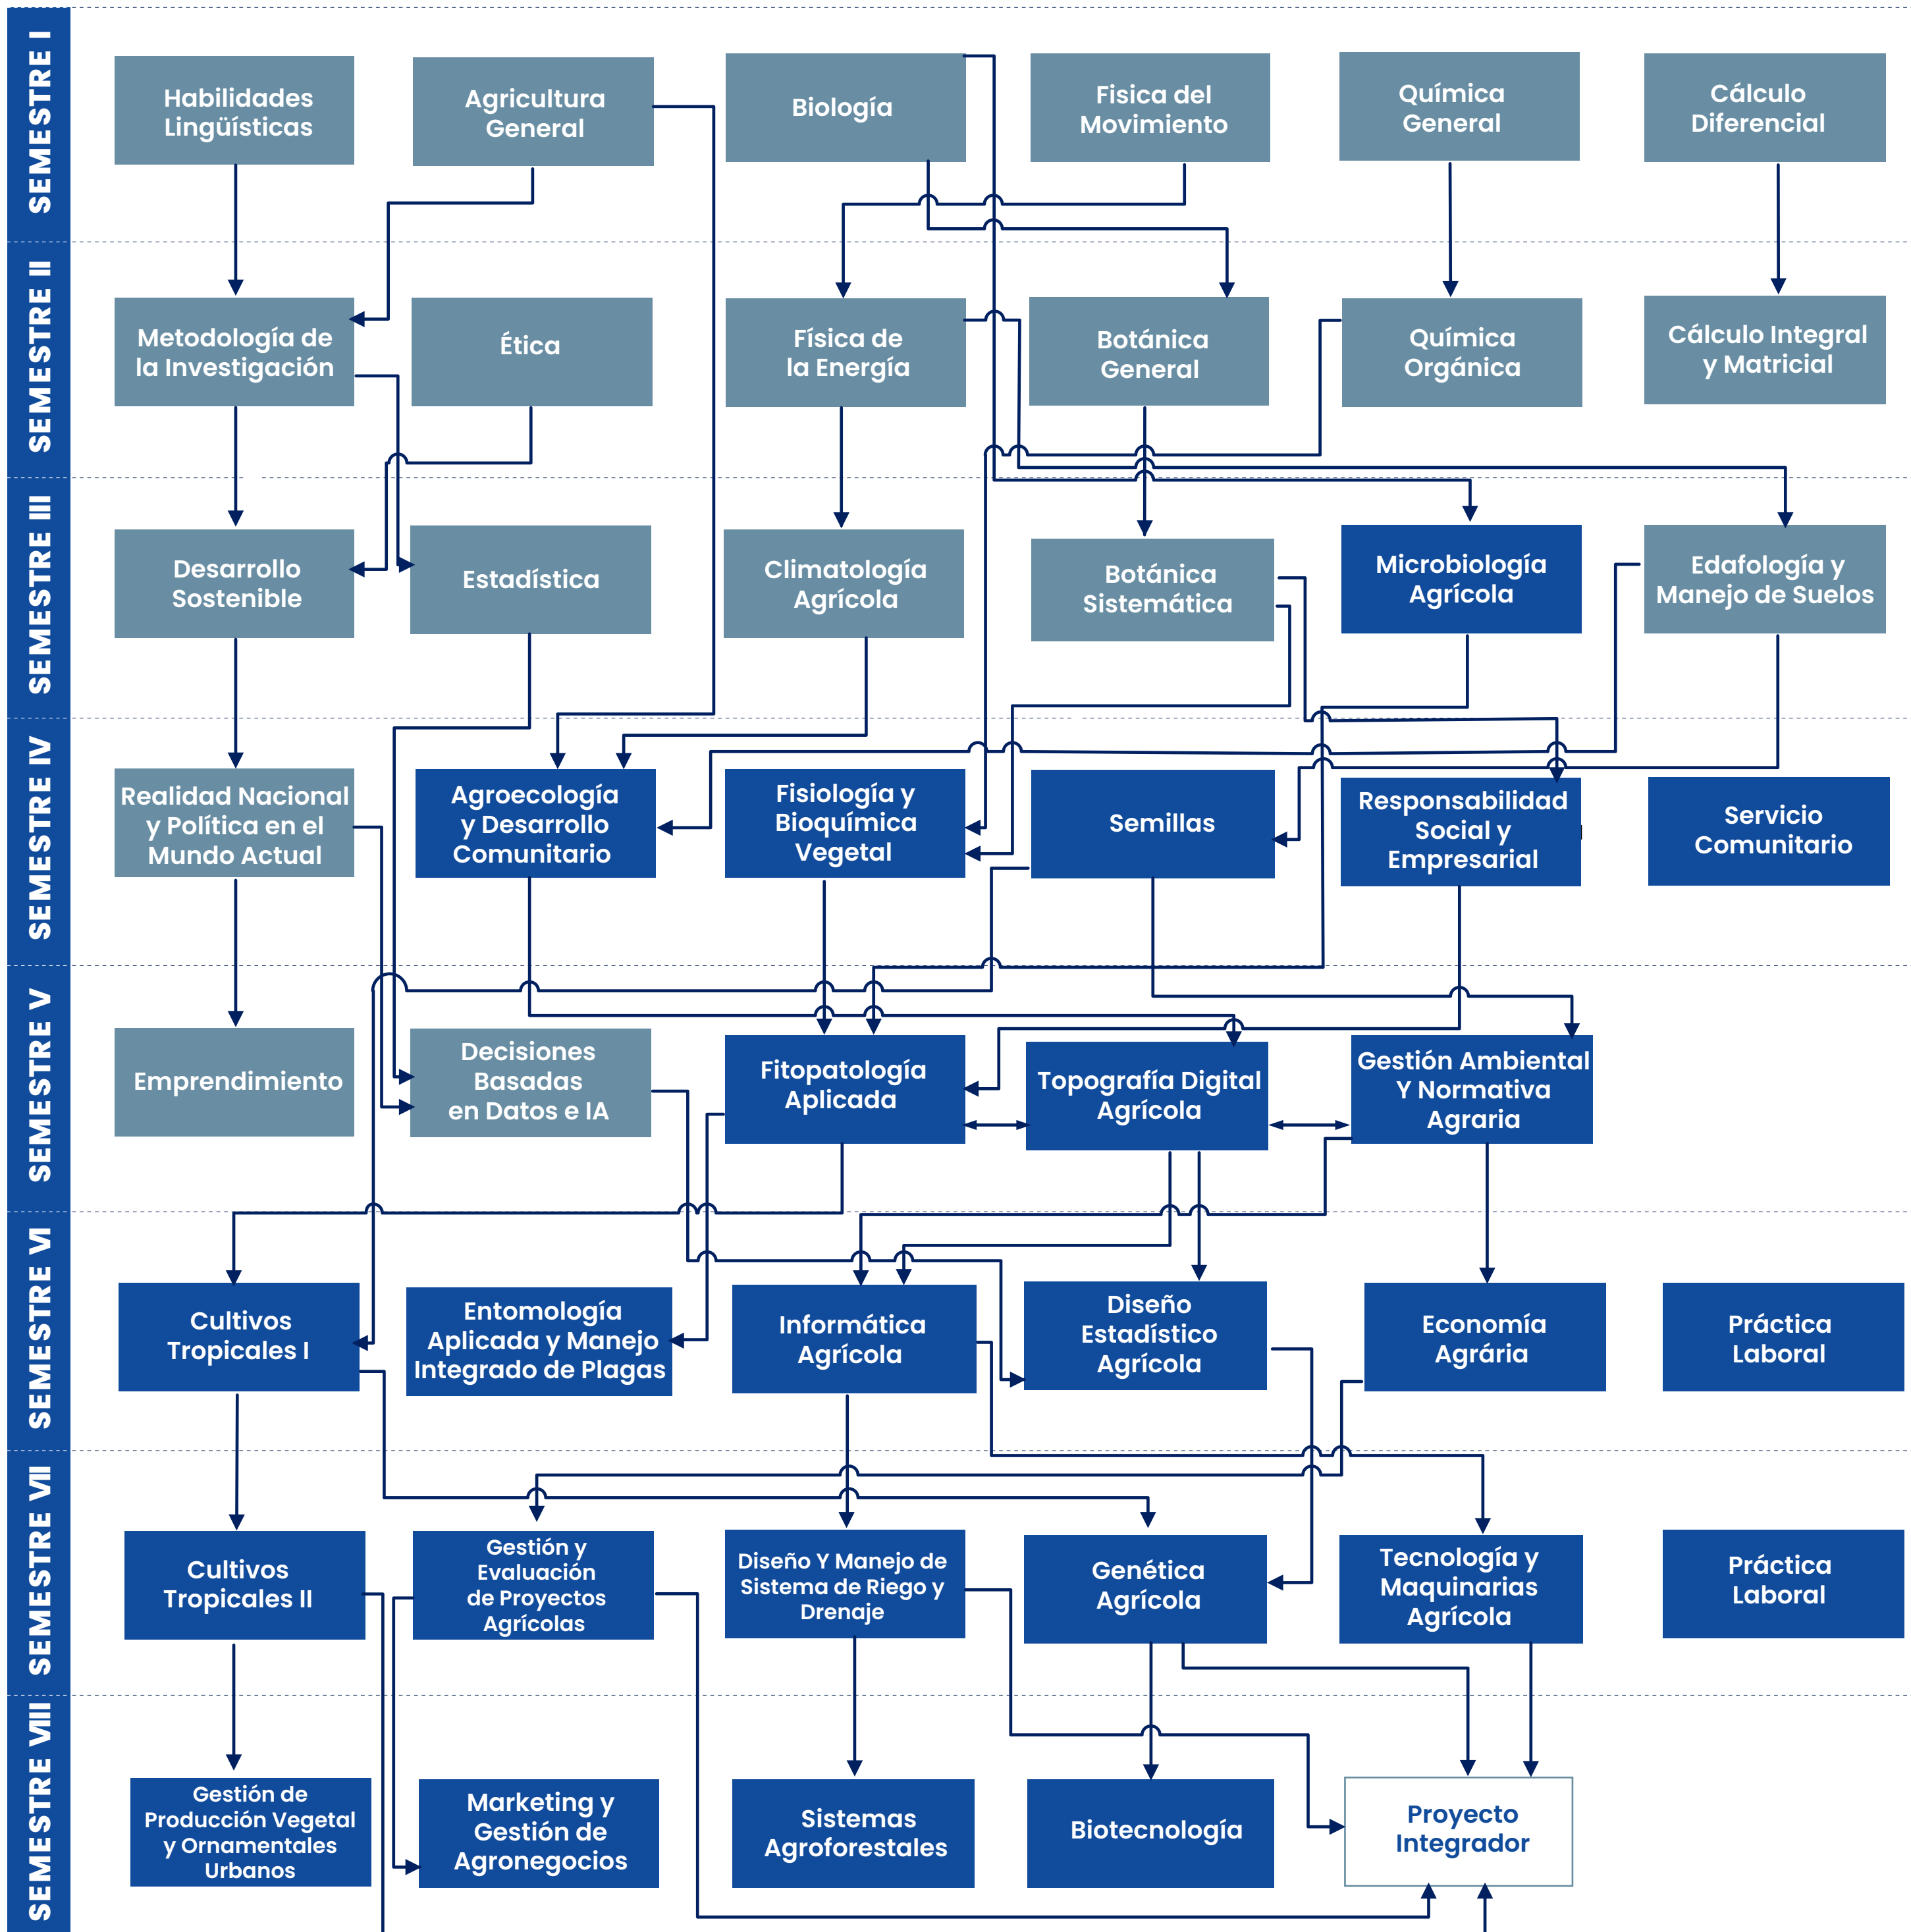 SEMESTRE I
Habilidades
Lingüísticas
Agricultura
General
Biología
Fisica del
Movimiento
Química
General
Cálculo
Diferencial
SEMESTRE II
Metodología de
la Investigación
Ética
Física de
la Energía
Botánica
General
Química
Orgánica
Cálculo Integral
y Matricial
SEMESTRE III
Desarrollo
Sostenible
Estadística
Climatología
Agrícola
Botánica
Sistemática
Microbiología
Agrícola
Edafología y
Manejo de Suelos
SEMESTRE IV
Realidad Nacional
y Política en el
Mundo Actual
Agroecología
y Desarrollo
Comunitario
Fisiología y
Bioquímica
Vegetal
Semillas
Responsabilidad
Social y
Empresarial
Servicio
Comunitario
SEMESTRE V
Emprendimiento
Decisiones
Basadas
en Datos e IA
Fitopatología
Aplicada
Topografía Digital
Agrícola
Gestión Ambiental
Y Normativa
Agraria
SEMESTRE VI
Cultivos
Tropicales I
Entomología
Aplicada y Manejo
Integrado de Plagas
Informática
Agrícola
Diseño
Estadístico
Agrícola
Economía
Agrária
Práctica
Laboral
SEMESTRE VII
Cultivos
Tropicales II
Gestión y
Evaluación
de Proyectos
Agrícolas
Diseño Y Manejo de
Sistema de Riego y
Drenaje
Genética
Agrícola
Tecnología y
Maquinarias
Agrícola
Práctica
Laboral
SEMESTRE VIII
Gestión de
Producción Vegetal
y Ornamentales
Urbanos
Marketing y
Gestión de
Agronegocios
Sistemas
Agroforestales
Biotecnología
Proyecto
Integrador